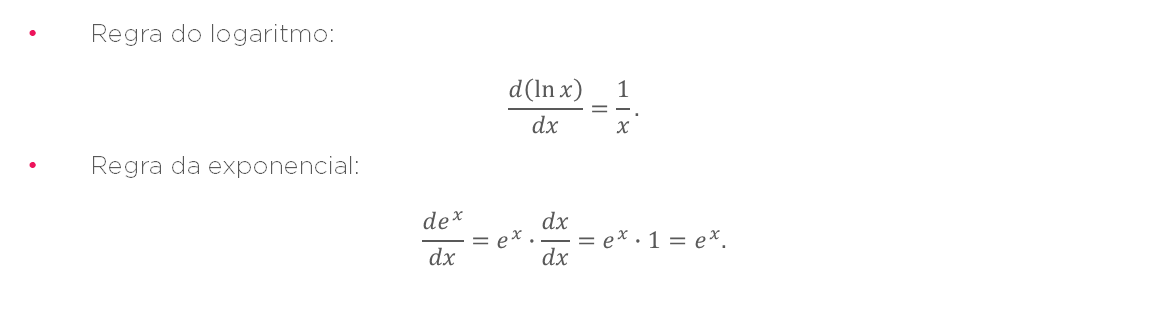 • Regra do logaritmo:
d(ln x)/dx = 1/x.
• Regra da exponencial:
de^x/dx = e^x · dx/dx = e^x · 1 = e^x.